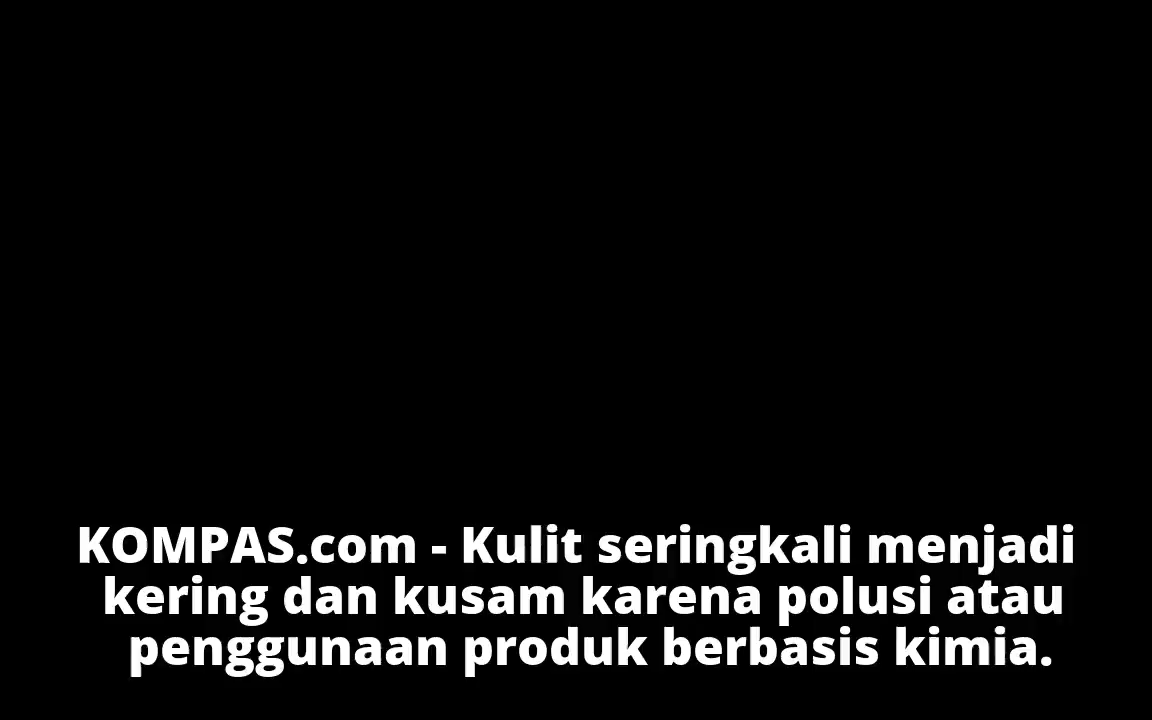 KOMPAS.com - Kulit seringkali menjadi
kering dan kusam karena polusi atau
penggunaan produk berbasis kimia.